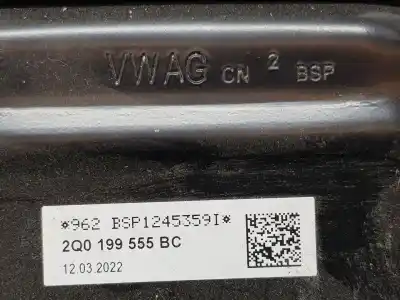 VWAG CN 2 BSP
*962 BSP1245359I*
2Q0 199 555 BC
12.03.2022